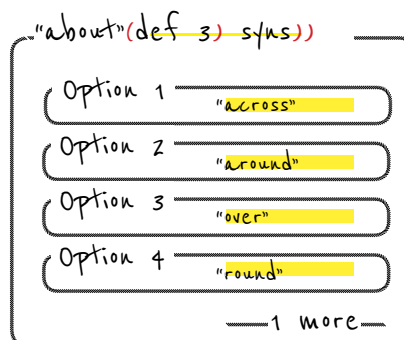 "about"(def 3) syns))
Option 1
"across"
Option 2
"around"
Option 3
"over"
Option 4
"round"
1 more